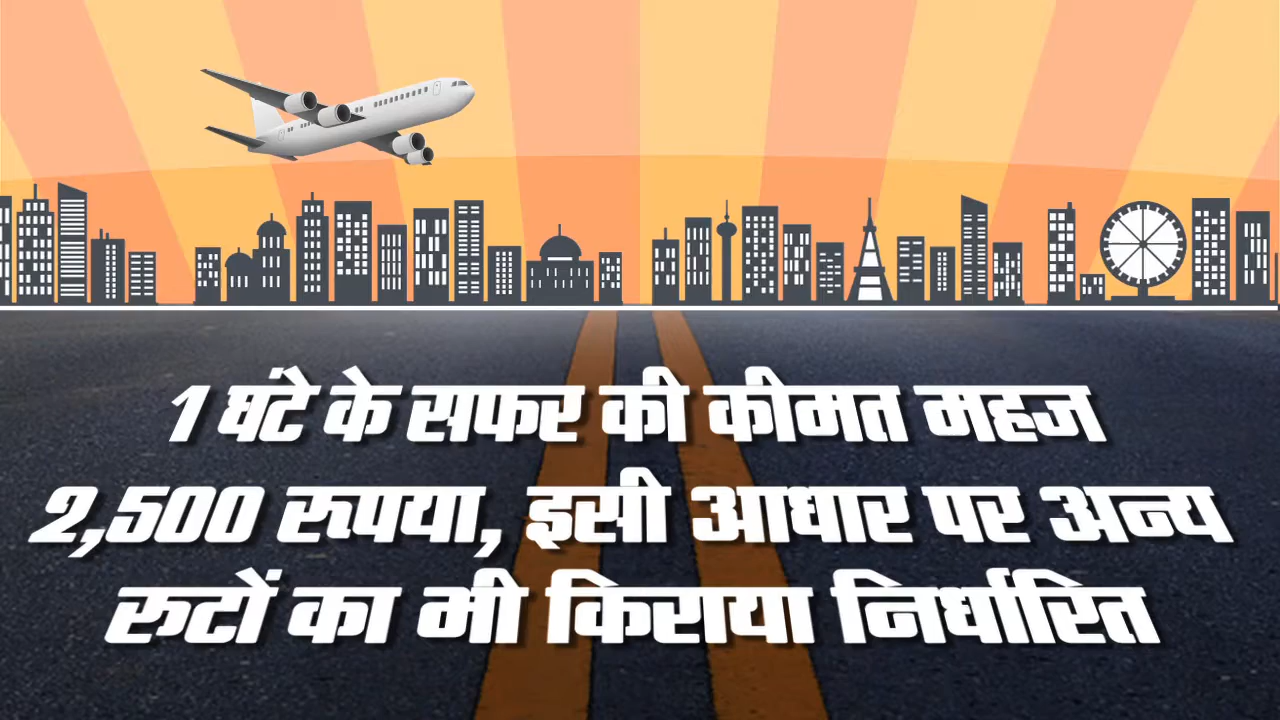 1 घंटे के सफर की कीमत महज
2,500 रुपया, इसी आधार पर अन्य
रुटों का भी किराया निर्धारित